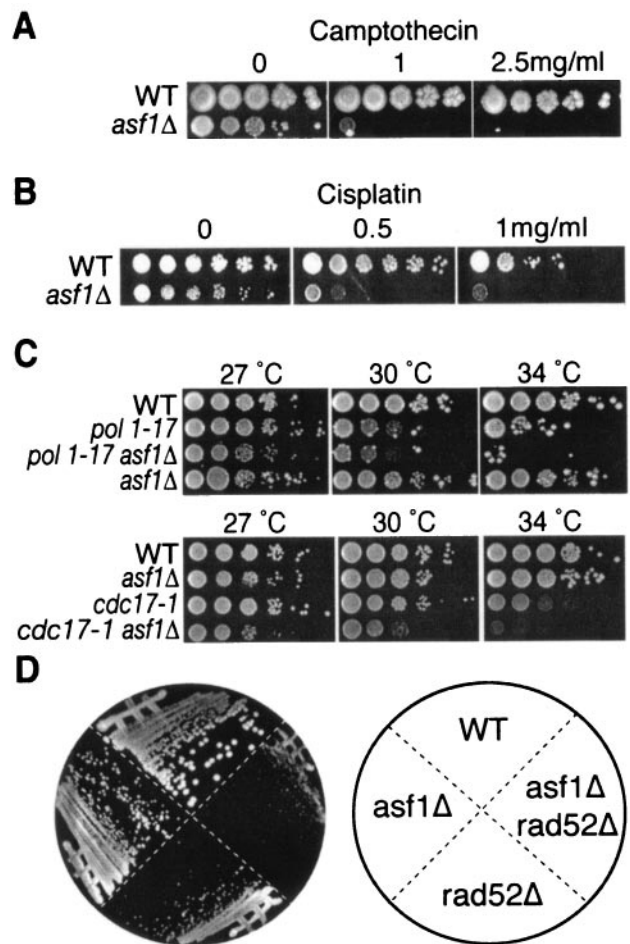 A
Camptothecin
0 1 2.5mg/ml
WT
asf1Δ
B
Cisplatin
0 0.5 1mg/ml
WT
asf1Δ
C
27 °C 30 °C 34 °C
WT
pol 1-17
pol 1-17 asf1Δ
asf1Δ
27 °C 30 °C 34 °C
WT
asf1Δ
cdc17-1
cdc17-1 asf1Δ
D
WT
asf1Δ
asf1Δ
rad52Δ
rad52Δ